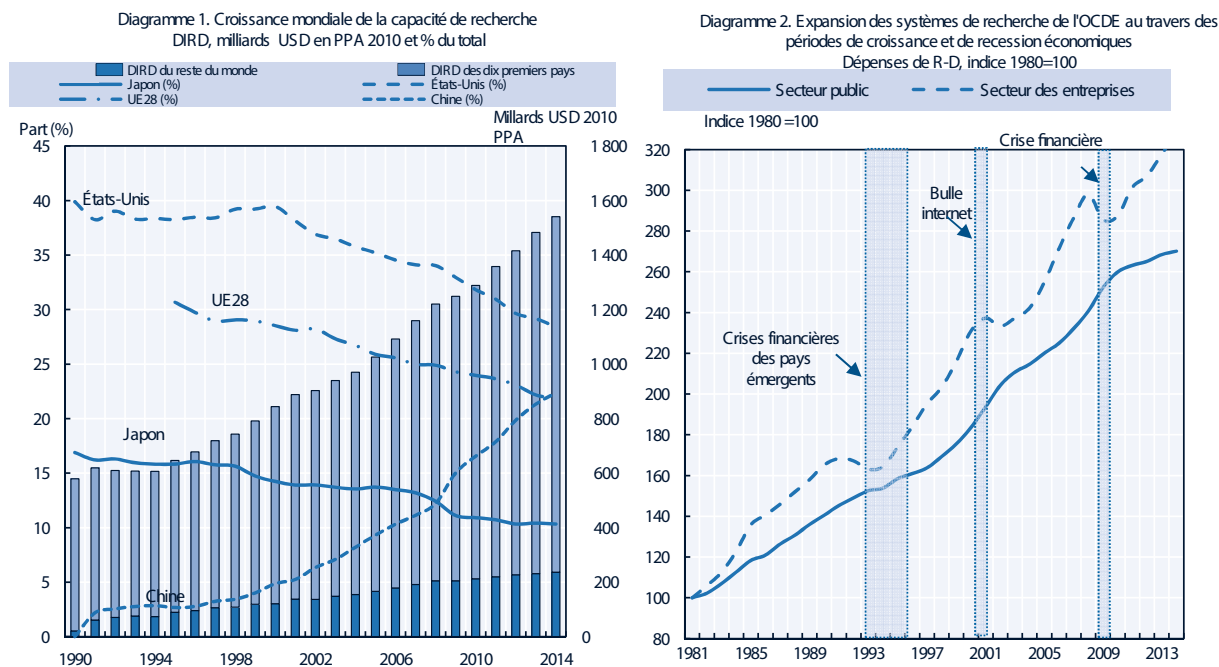 Diagramme 1. Croissance mondiale de la capacité de recherche
DIRD, milliards USD en PPA 2010 et % du total
DIRD du reste du monde
DIRD des dix premiers pays
Japon (%)
États-Unis (%)
UE28 (%)
Chine (%)
Part (%)
Millards USD 2010
PPA
45
40
35
30
25
20
15
10
5
0
1 800
1 600
1 400
1 200
1 000
800
600
400
200
0
États-Unis
UE28
Japon
Chine
1990
1994
1998
2002
2006
2010
2014
Diagramme 2. Expansion des systèmes de recherche de l'OCDE au travers des
périodes de croissance et de recession économiques
Dépenses de R-D, indice 1980=100
Secteur public
Secteur des entreprises
Indice 1980 =100
320
300
280
260
240
220
200
180
160
140
120
100
80
Crise financière
Bulle
internet
Crises financières
des pays
émergents
1981
1985
1989
1993
1997
2001
2005
2009
2013